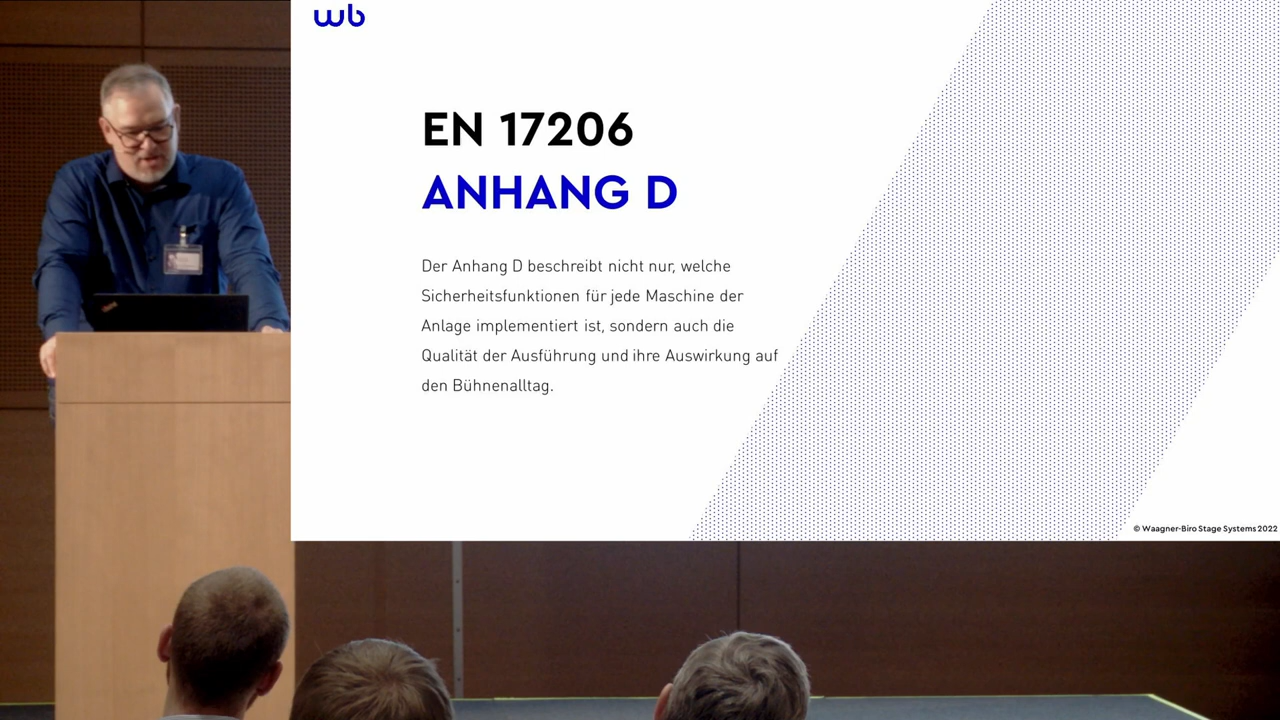 wb
EN 17206
ANHANG D
Der Anhang D beschreibt nicht nur, welche
Sicherheitsfunktionen für jede Maschine der
Anlage implementiert ist, sondern auch die
Qualität der Ausführung und ihre Auswirkung auf
den Bühnenalltag.
© Waagner-Biro Stage Systems 2022